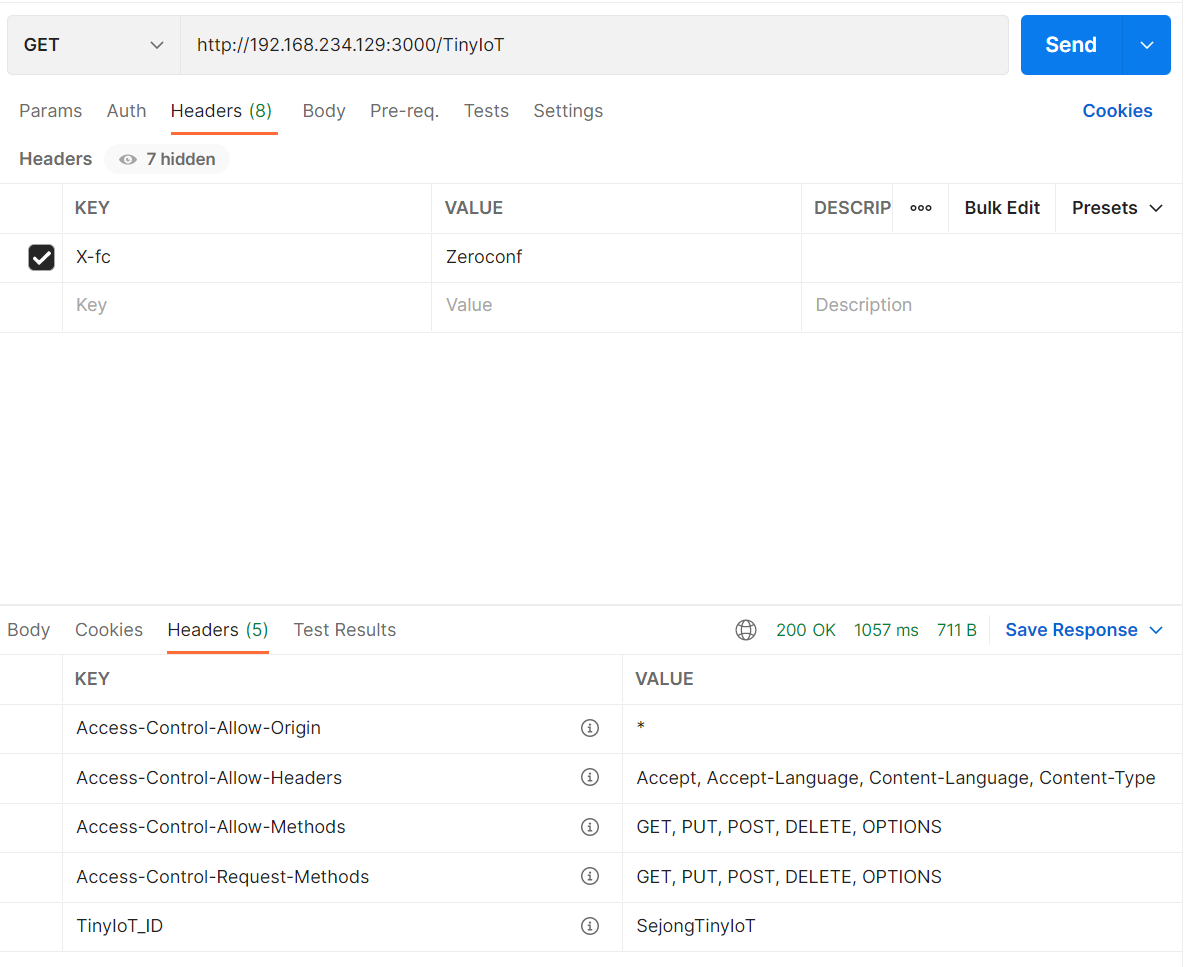 GET http://192.168.234.129:3000/TinyIoT Send
Params Auth Headers (8) Body Pre-req. Tests Settings Cookies
Headers 7 hidden
KEY VALUE DESCRIP ooo Bulk Edit Presets
X-fc Zeroconf
Key Value Description
Body Cookies Headers (5) Test Results 200 OK 1057 ms 711 B Save Response
KEY VALUE
Access-Control-Allow-Origin *
Access-Control-Allow-Headers Accept, Accept-Language, Content-Language, Content-Type
Access-Control-Allow-Methods GET, PUT, POST, DELETE, OPTIONS
Access-Control-Request-Methods GET, PUT, POST, DELETE, OPTIONS
TinyIoT_ID SejongTinyIoT